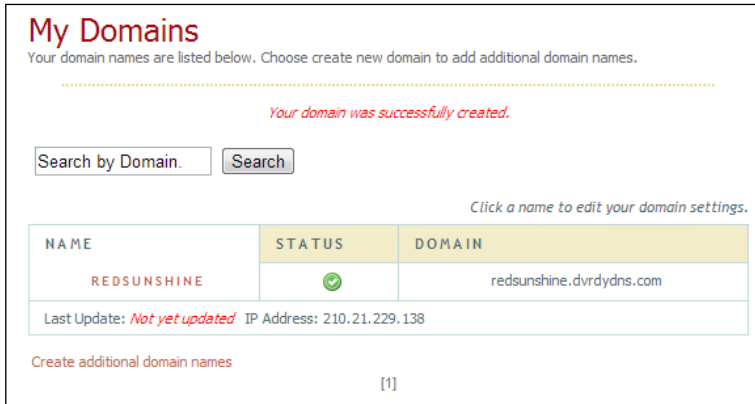 My Domains
Your domain names are listed below. Choose create new domain to add additional domain names.
Your domain was successfully created.
Search by Domain. Search
Click a name to edit your domain settings.
NAME STATUS DOMAIN
REDSUNSHINE redsunshine.dvrdydns.com
Last Update: Not yet updated IP Address: 210.21.229.138
Create additional domain names
[1]